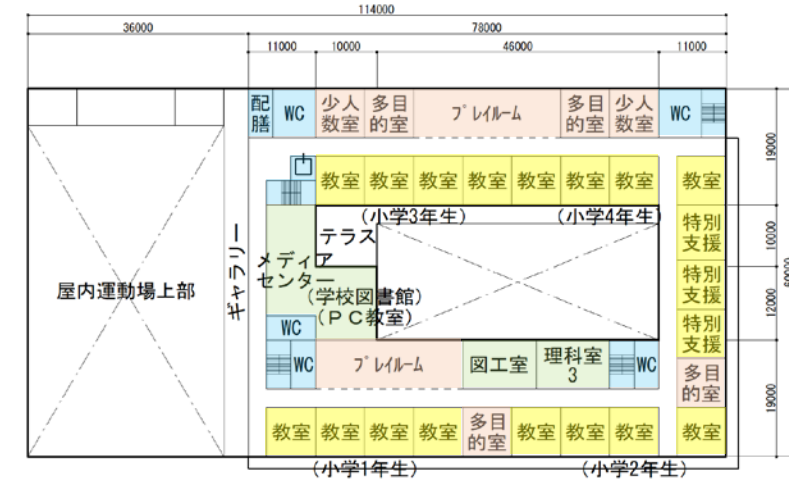 114000
36000
78000
11000
10000
46000
11000
配膳
WC
少人数室
多目的室
プレイルーム
多目的室
少人数室
WC
19000
教室
教室
教室
教室
教室
教室
教室
教室
(小学3年生)
(小学4年生)
特別支援
10000
テラス
メディアセンター
(学校図書館)
(PC教室)
ギャラリー
屋内運動場上部
特別支援
12000
特別支援
WC
WC
プレイルーム
図工室
理科室3
WC
多目的室
19000
教室
教室
教室
教室
多目的室
教室
教室
教室
教室
(小学1年生)
(小学2年生)